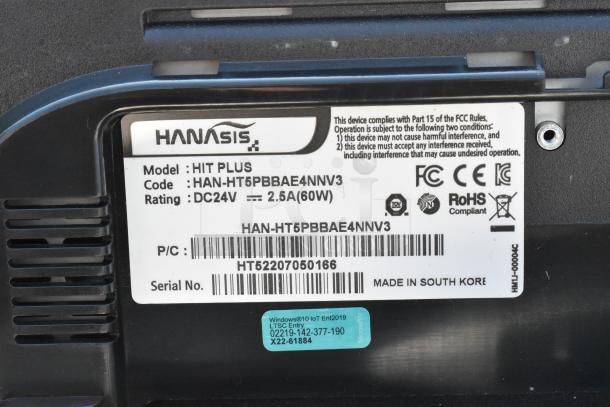 HANAsis
This device complies with Part 15 of the FCC Rules.
Operation is subject to the following two conditions:
1) this device may not cause harmful interference, and
2) this device must accept any interference received,
including interference that may cause undesired operation.
Model : HIT PLUS
Code : HAN-HT5PBBAE4NNV3
Rating : DC24V ⎓ 2.5A(60W)
FC CE
RoHS
Compliant
HAN-HT5PBBAE4NNV3
P/C :
HT52207050166
Serial No.
MADE IN SOUTH KORE
HM1J-00004C
Windows®10 IoT Ent2019
LTSC Entry
02219-142-377-190
X22-61884